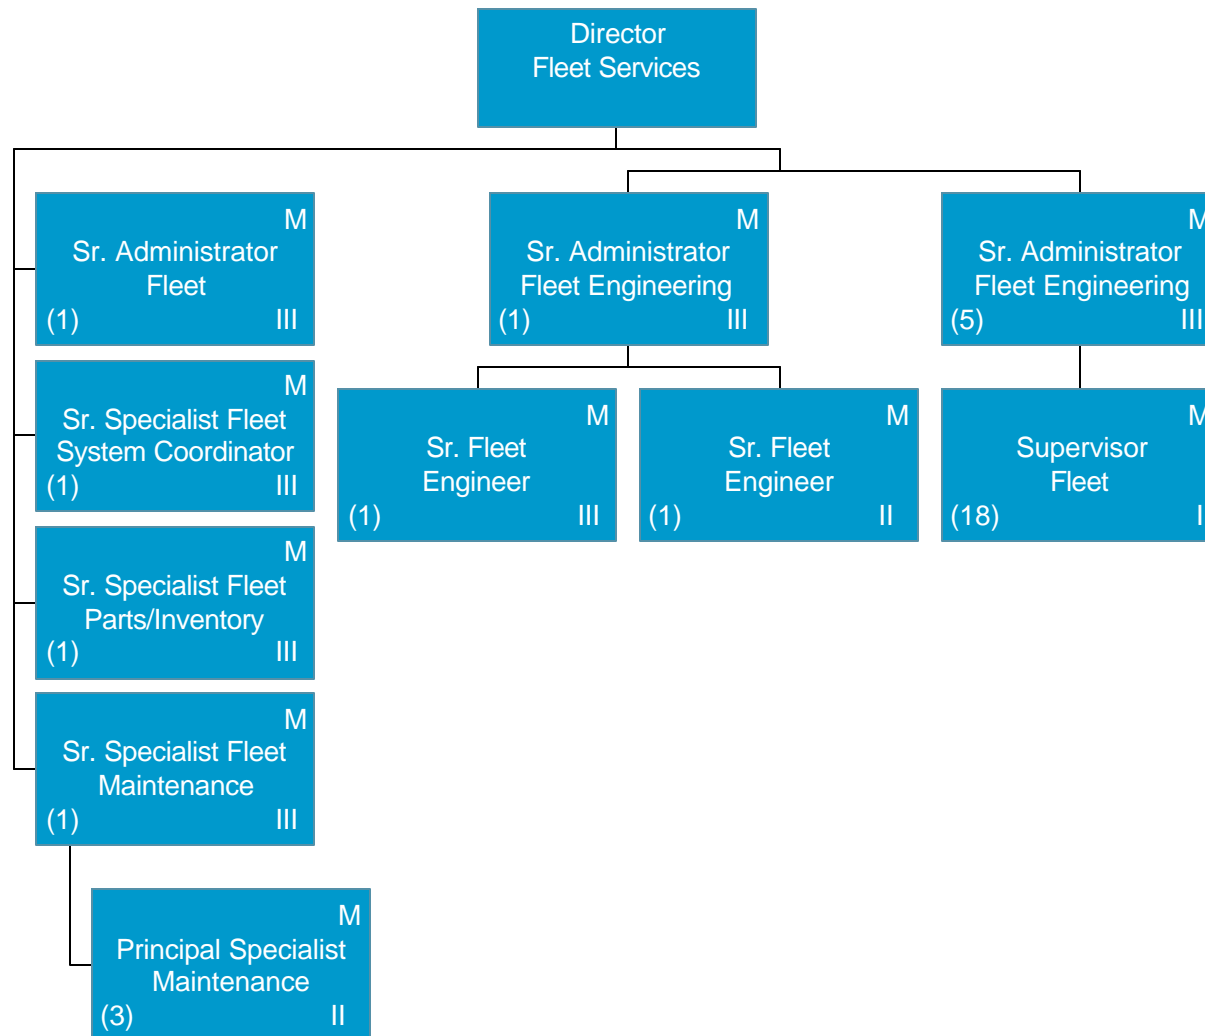 Director
Fleet Services
M
Sr. Administrator
Fleet
(1) III
M
Sr. Specialist Fleet
System Coordinator
(1) III
M
Sr. Specialist Fleet
Parts/Inventory
(1) III
M
Sr. Specialist Fleet
Maintenance
(1) III
M
Principal Specialist
Maintenance
(3) II
M
Sr. Administrator
Fleet Engineering
(1) III
M
Sr. Fleet
Engineer
(1) III
M
Sr. Fleet
Engineer
(1) II
M
Sr. Administrator
Fleet Engineering
(5) III
M
Supervisor
Fleet
(18)